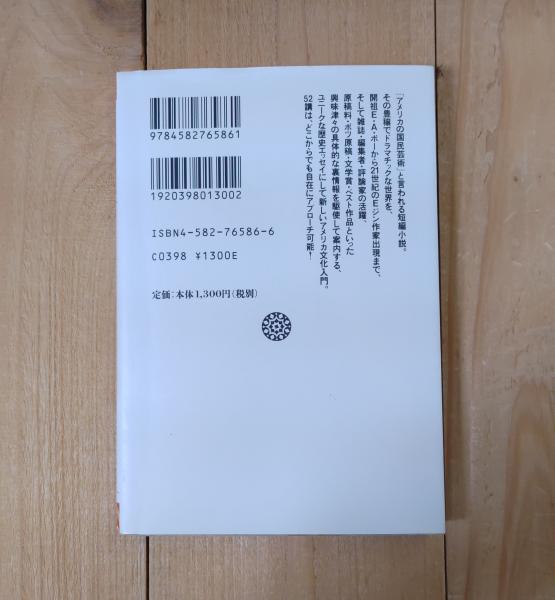 「アメリカの国民芸術」と言われる短編小説。
その豊穣でドラマチックな世界を、
開祖E・A・ポーから21世紀のEジン作家出現まで、
そして雑誌・編集者・評論家の活躍、
原稿料・ボツ原稿・文学賞・ベスト作品といった
興味津々の具体的な裏情報を駆使して案内する、
ユニークな歴史エッセイにして新しいアメリカ文化入門。
52講は、どこからでも自在にアプローチ可能！
9784582765861
1920398013002
ISBN4-582-76586-6
C0398 ¥1300E
定価：本体1,300円（税別）